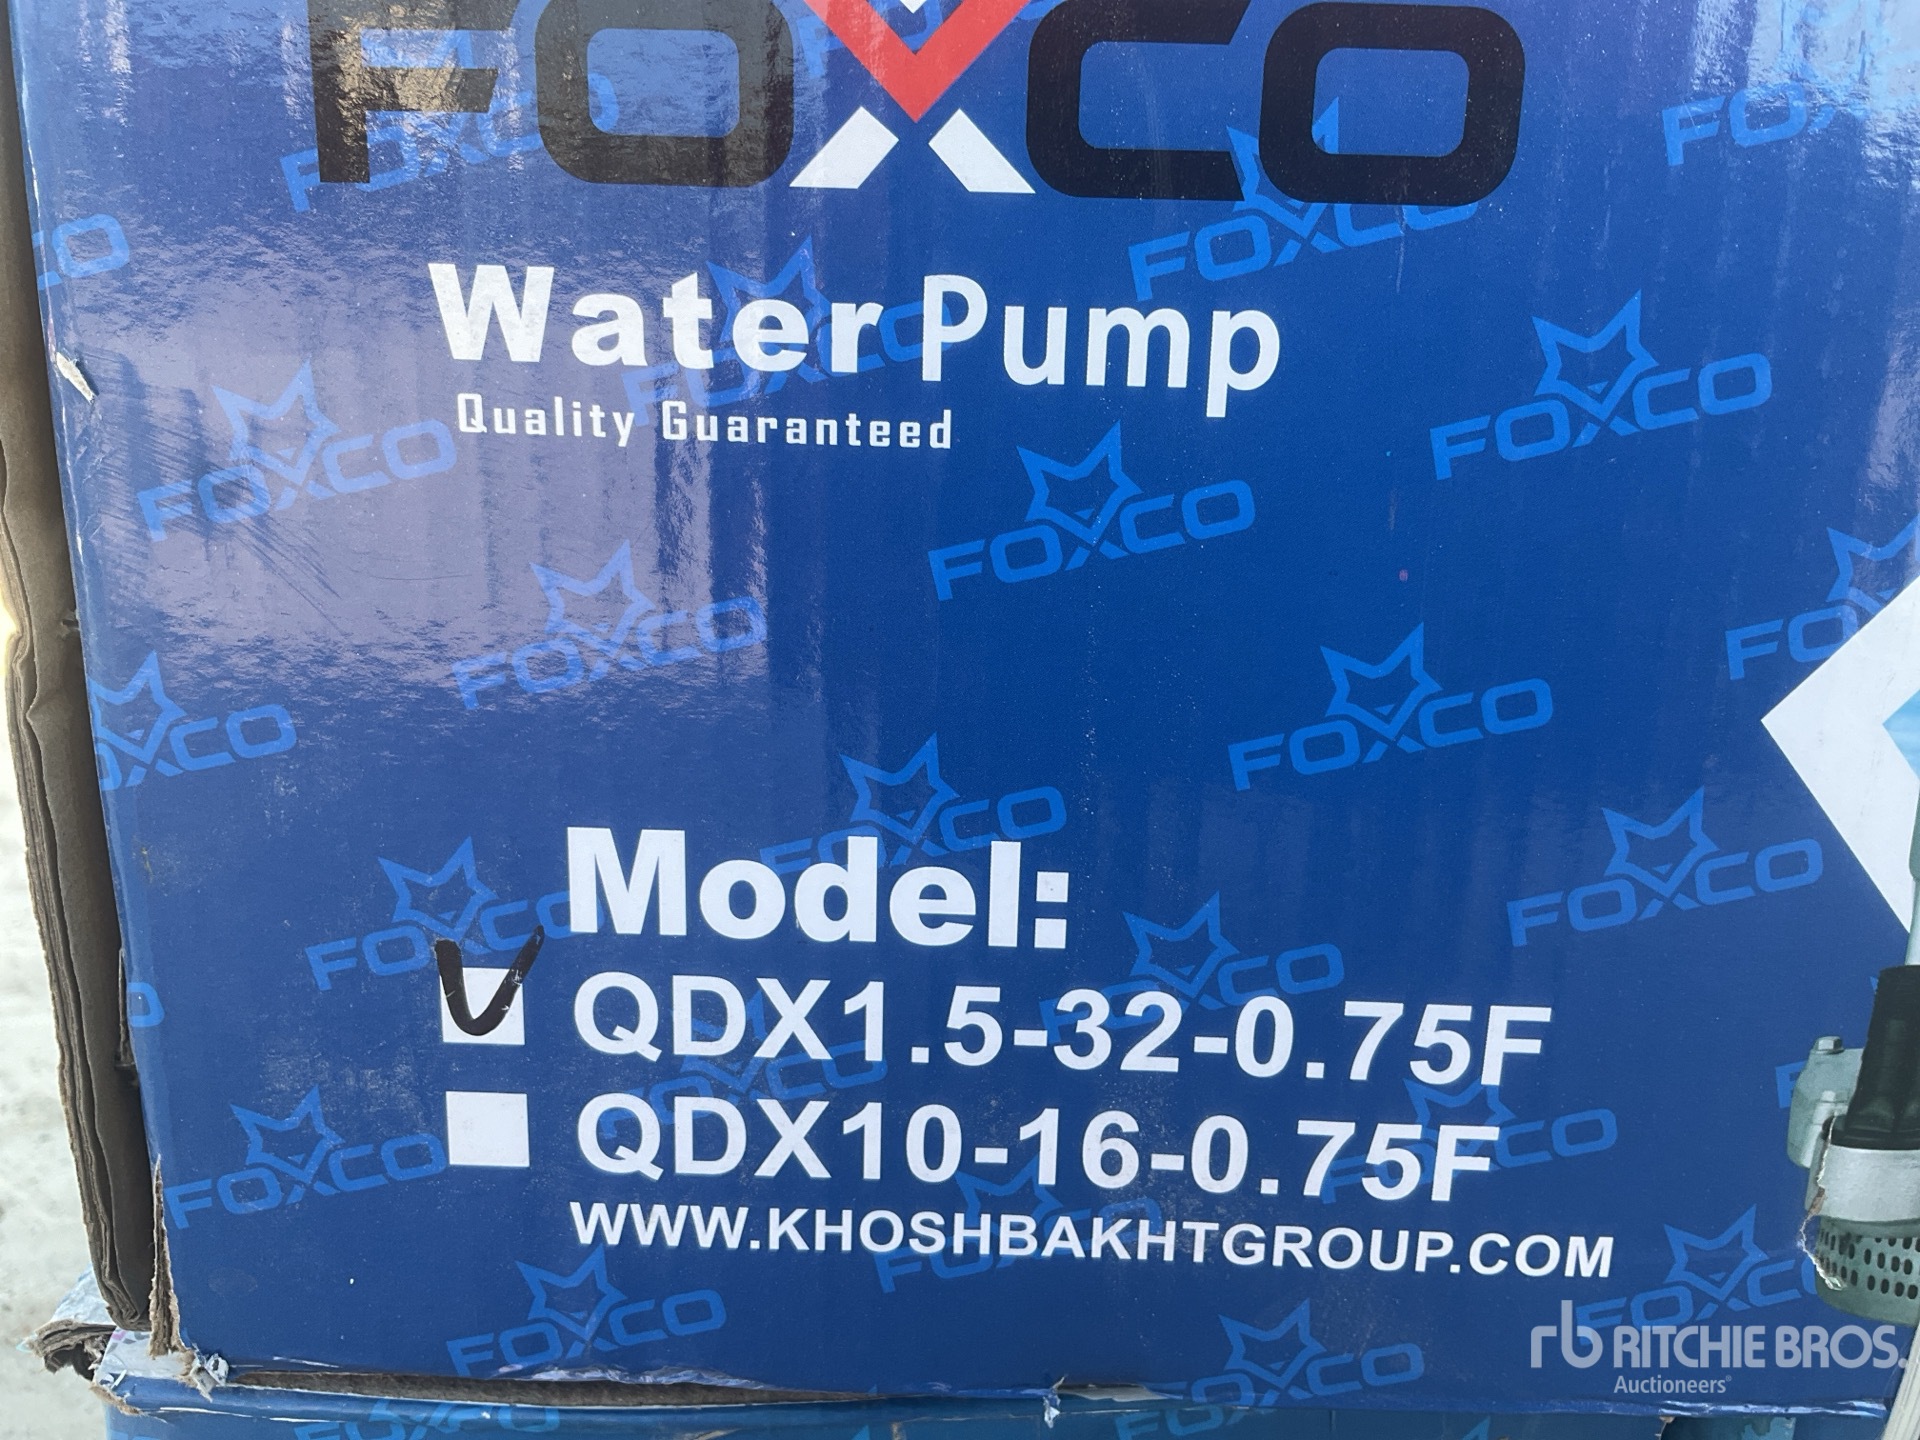 FOXCO
Water Pump
Quality Guaranteed
Model:
QDX1.5-32-0.75F
QDX10-16-0.75F
WWW.KHOSHBAKHTGROUP.COM
rb RITCHIE BROS.
Auctioneers